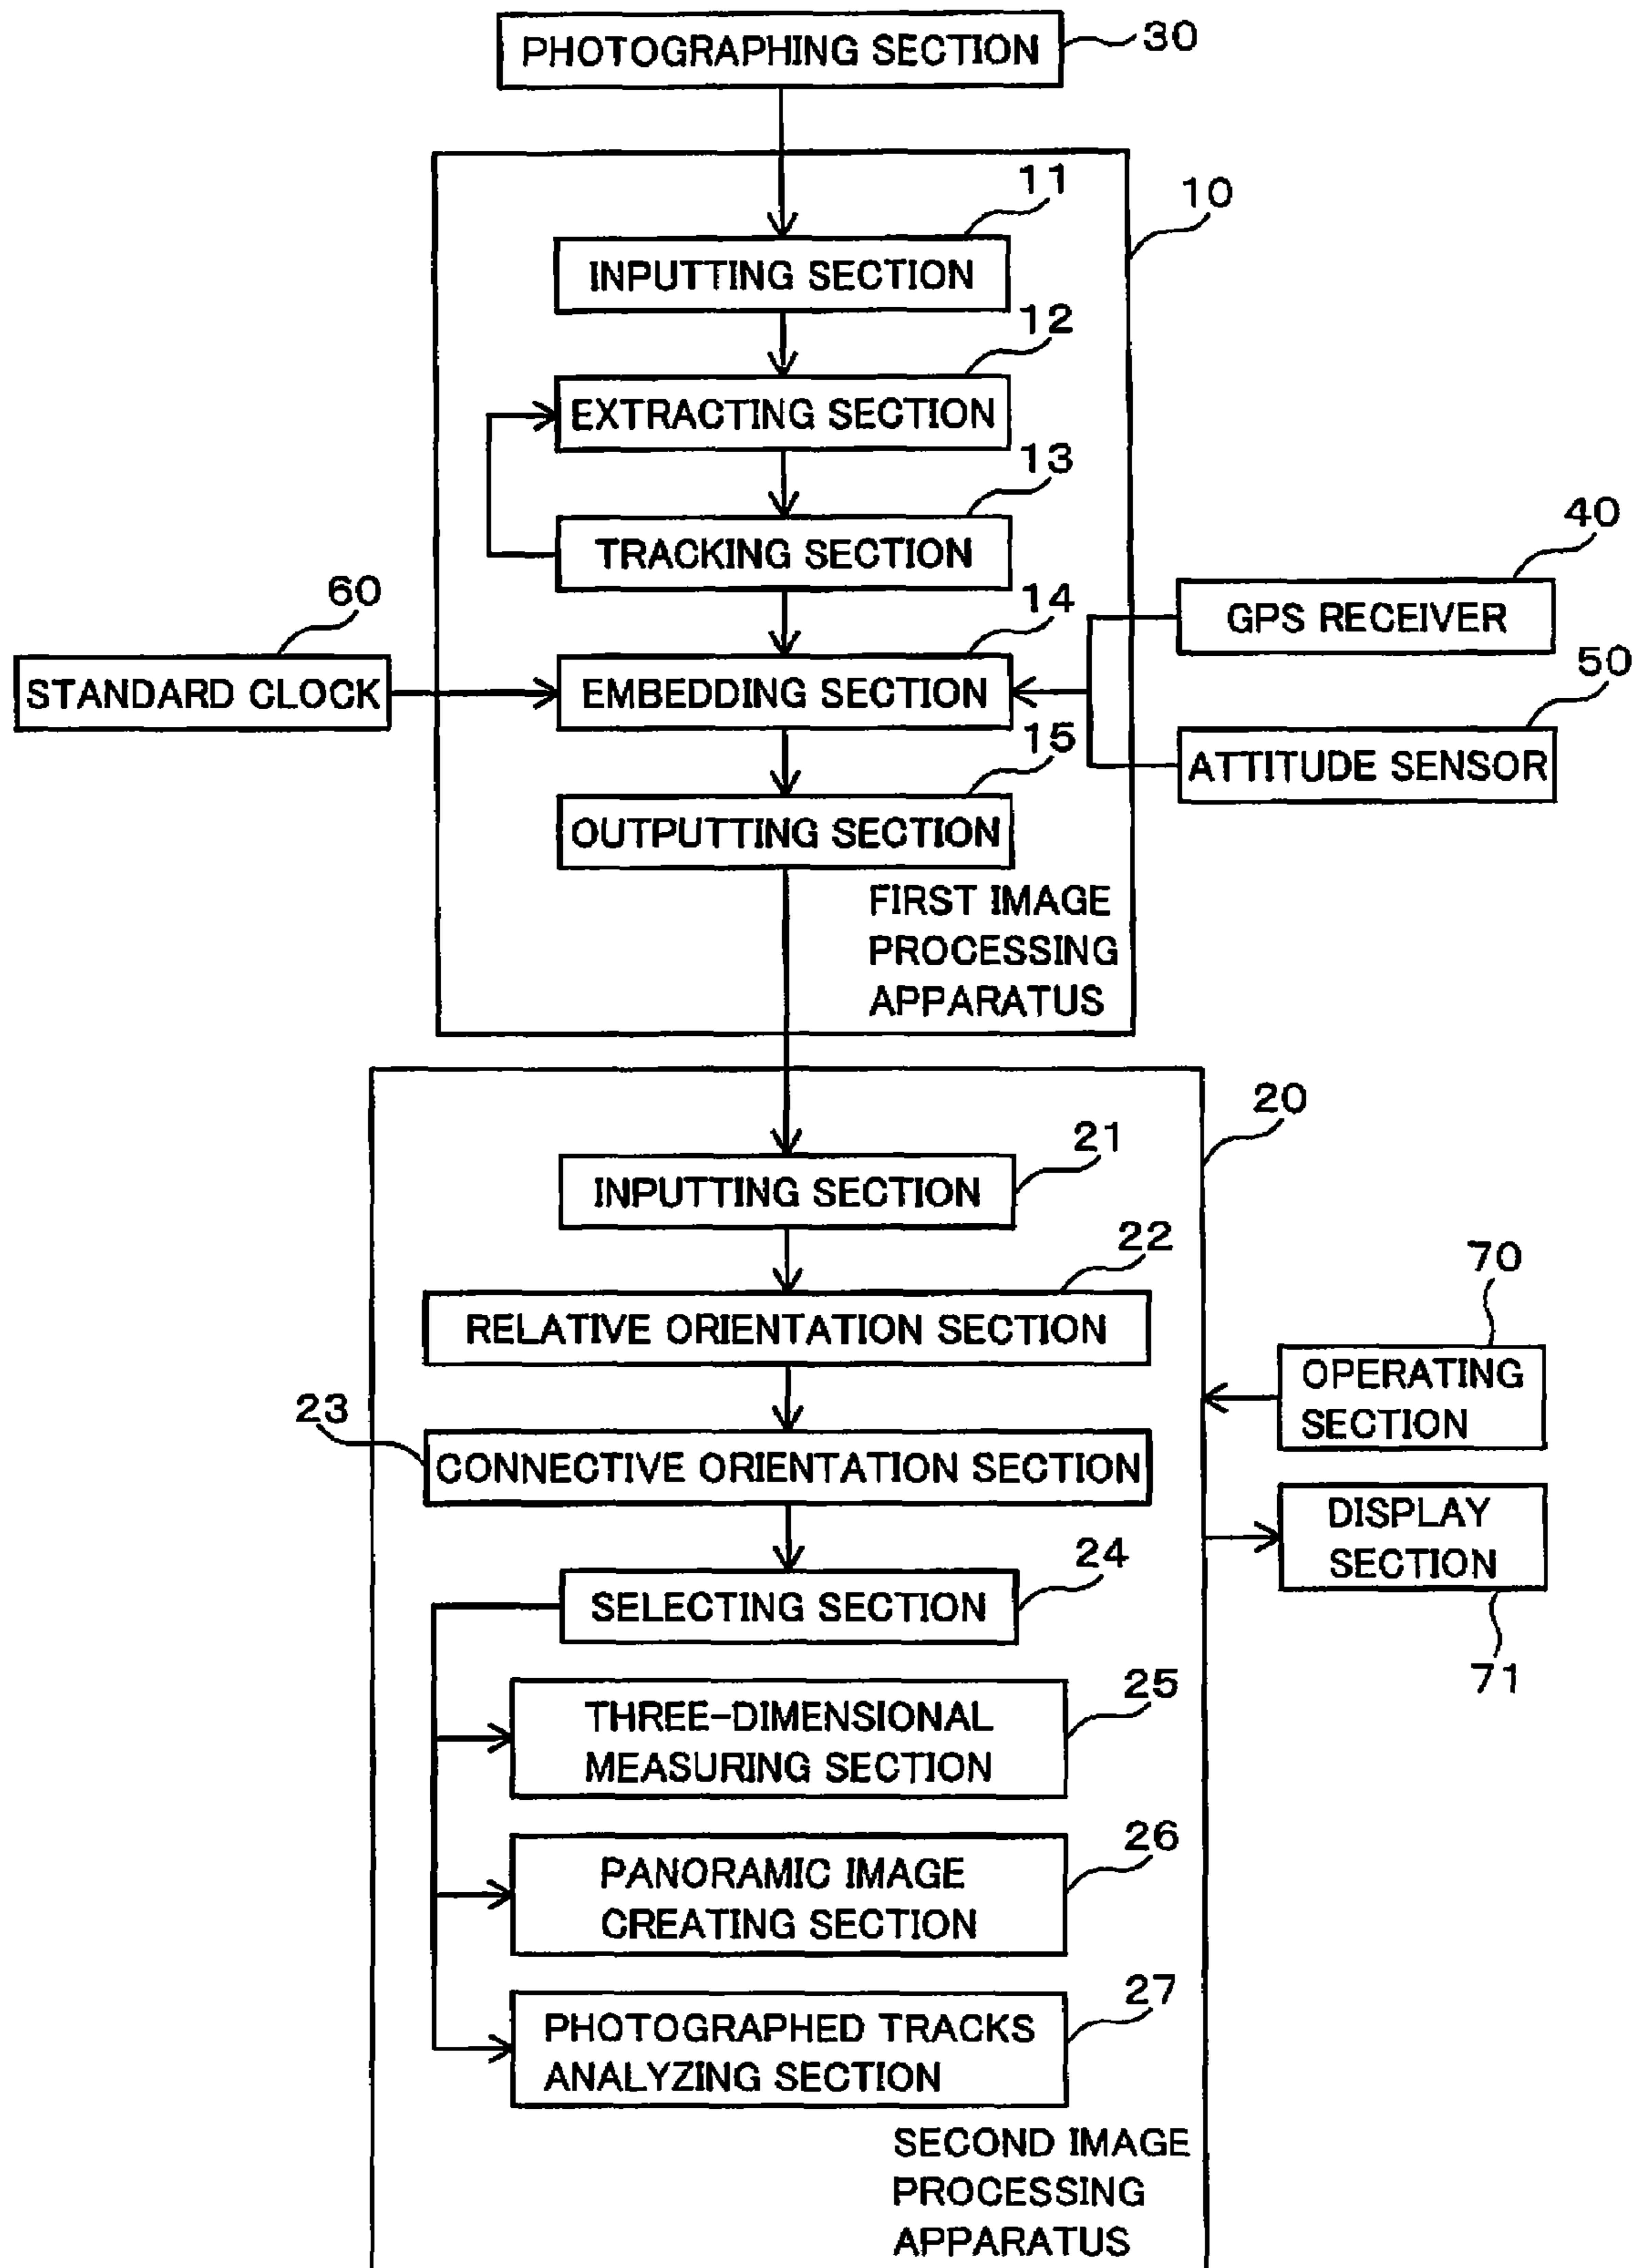 PHOTOGRAPHING SECTION
30
11
10
INPUTTING SECTION
12
EXTRACTING SECTION
13
TRACKING SECTION
40
GPS RECEIVER
60
14
STANDARD CLOCK
EMBEDDING SECTION
50
ATTITUDE SENSOR
15
OUTPUTTING SECTION
FIRST IMAGE
PROCESSING
APPARATUS
20
21
INPUTTING SECTION
22
RELATIVE ORIENTATION SECTION
70
OPERATING
SECTION
23
CONNECTIVE ORIENTATION SECTION
DISPLAY
SECTION
71
24
SELECTING SECTION
25
THREE-DIMENSIONAL
MEASURING SECTION
26
PANORAMIC IMAGE
CREATING SECTION
27
PHOTOGRAPHED TRACKS
ANALYZING SECTION
SECOND IMAGE
PROCESSING
APPARATUS